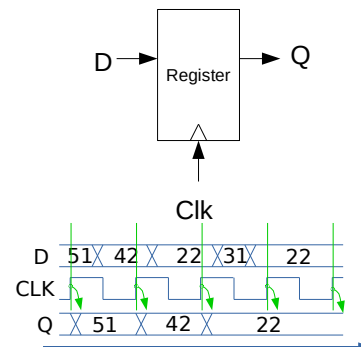 D Register Q
Clk
D 51 42 22 31 22
CLK
Q 51 42 22